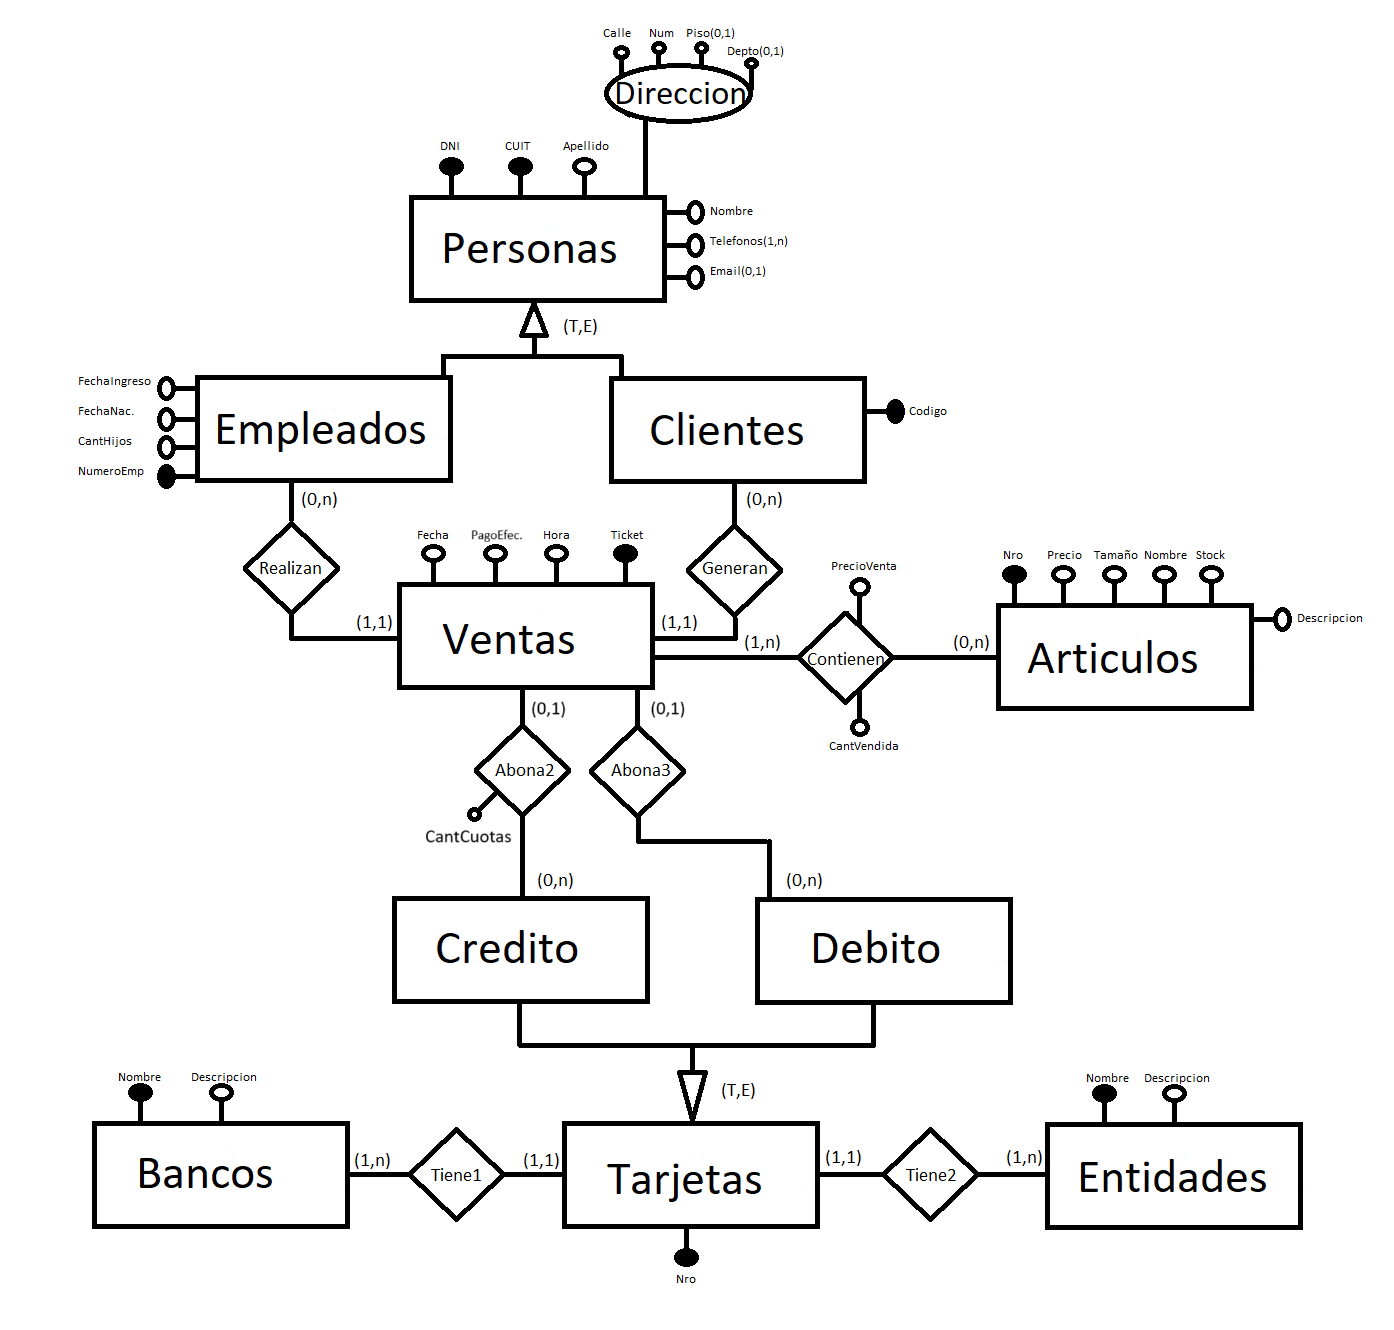 Calle
Num
Piso(0,1)
Depto(0,1)
Direccion
DNI
CUIT
Apellido
Nombre
Personas
Telefonos(1,n)
Email(0,1)
(T,E)
FechaIngreso
FechaNac.
CantHijos
NumeroEmp
Empleados
Clientes
Codigo
(0,n)
(0,n)
Fecha
PagoEfec.
Hora
Ticket
Realizan
Generan
PrecioVenta
Nro
Precio
Tamaño
Nombre
Stock
Descripcion
(1,1)
Ventas
(1,1)
(1,n)
Contienen
(0,n)
Articulos
(0,1)
(0,1)
CantVendida
Abona2
Abona3
CantCuotas
(0,n)
(0,n)
Credito
Debito
(T,E)
Nombre
Descripcion
Nombre
Descripcion
Bancos
(1,n)
Tiene1
(1,1)
Tarjetas
(1,1)
Tiene2
(1,n)
Entidades
Nro